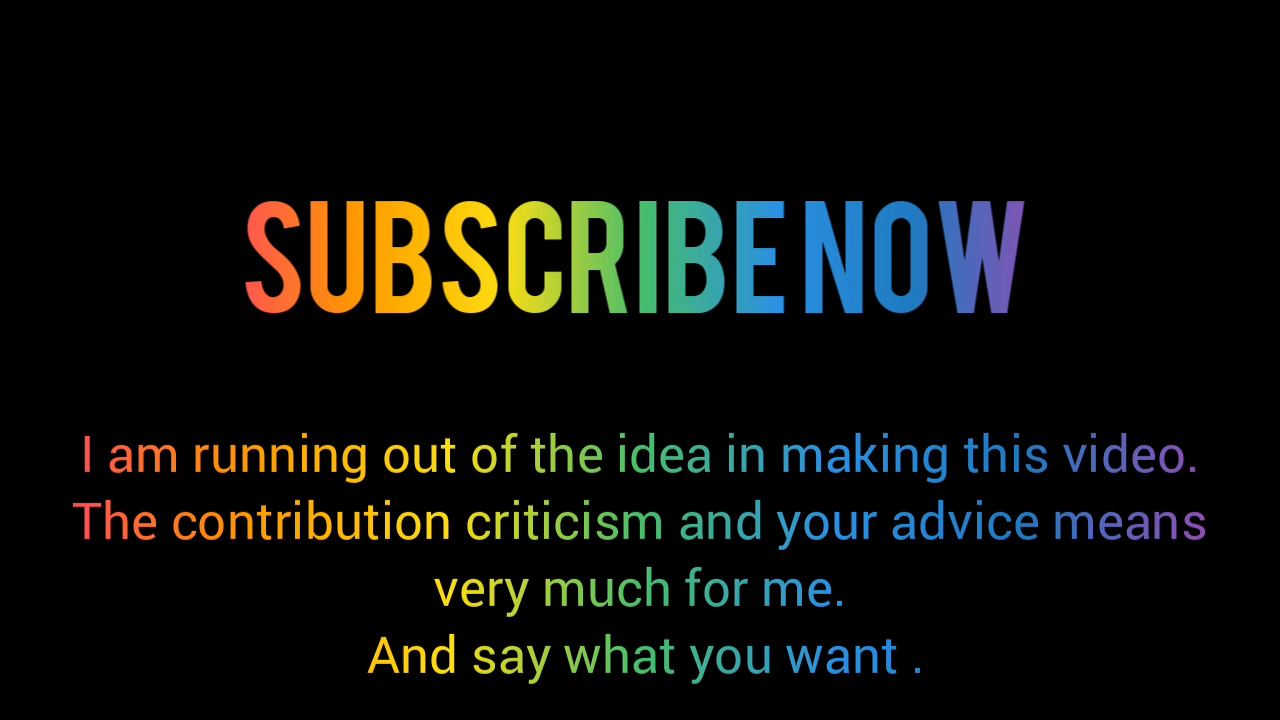 SUBSCRIBE NOW
I am running out of the idea in making this video.
The contribution criticism and your advice means
very much for me.
And say what you want .